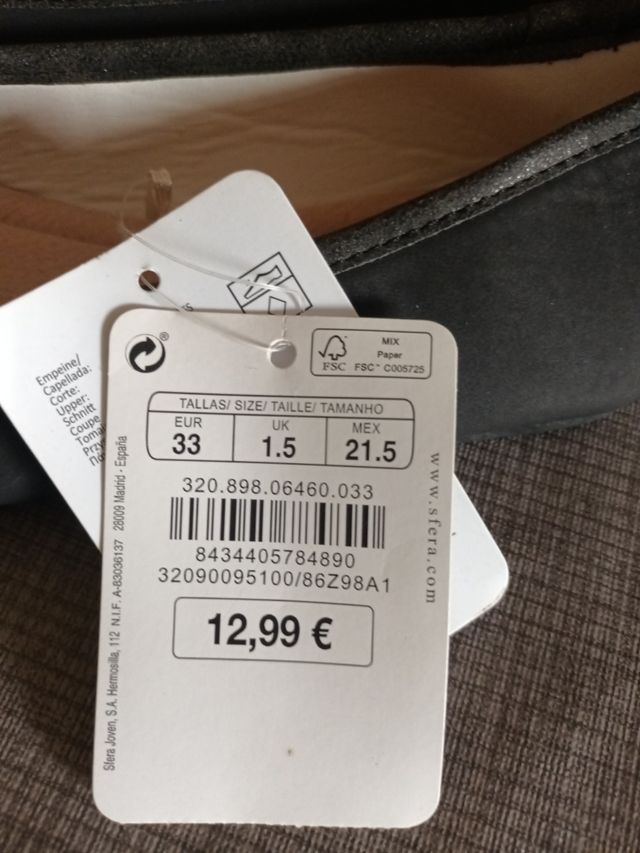 Empeine/
Capellada:
Corte:
Upper:
Schnitt
Coupe
®
MIX
Paper
FSC FSC™ C005725
TALLAS/ SIZE/ TAILLE/ TAMANHO
EUR UK MEX
33 1.5 21.5
320.898.06460.033
8434405784890
32090095100/86Z98A1
12,99 €
www.sfera.com
Sfera Joven, S.A. Hermosilla, 112 N.I.F. A-83036137 28009 Madrid - España